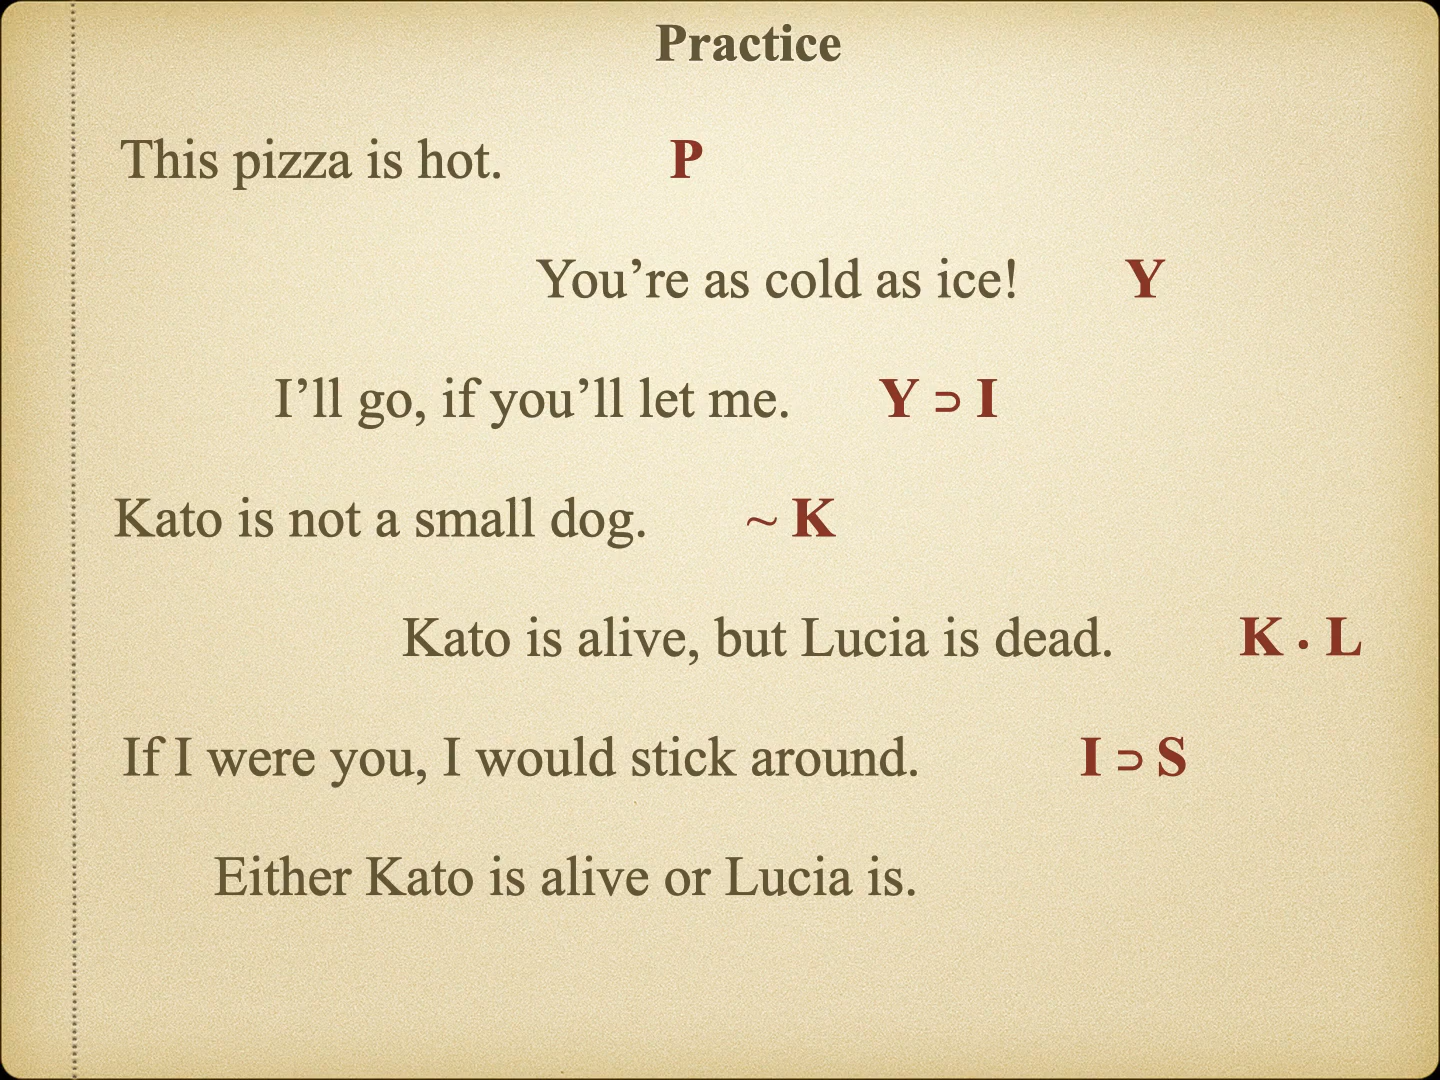 Practice
This pizza is hot. P
You’re as cold as ice! Y
I’ll go, if you’ll let me. Y ⊃ I
Kato is not a small dog. ~ K
Kato is alive, but Lucia is dead. K · L
If I were you, I would stick around. I ⊃ S
Either Kato is alive or Lucia is.